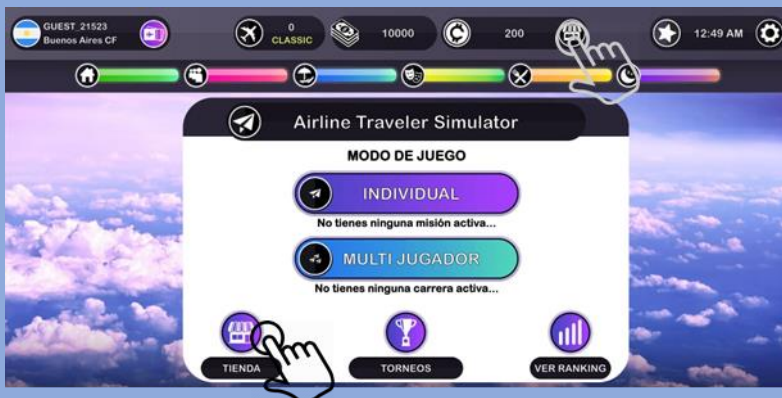 GUEST_21523
Buenos Aires CF
0
CLASSIC
10000
200
12:49 AM
Airline Traveler Simulator
MODO DE JUEGO
INDIVIDUAL
No tienes ninguna misión activa...
MULTI JUGADOR
No tienes ninguna carrera activa...
TIENDA
TORNEOS
VER RANKING